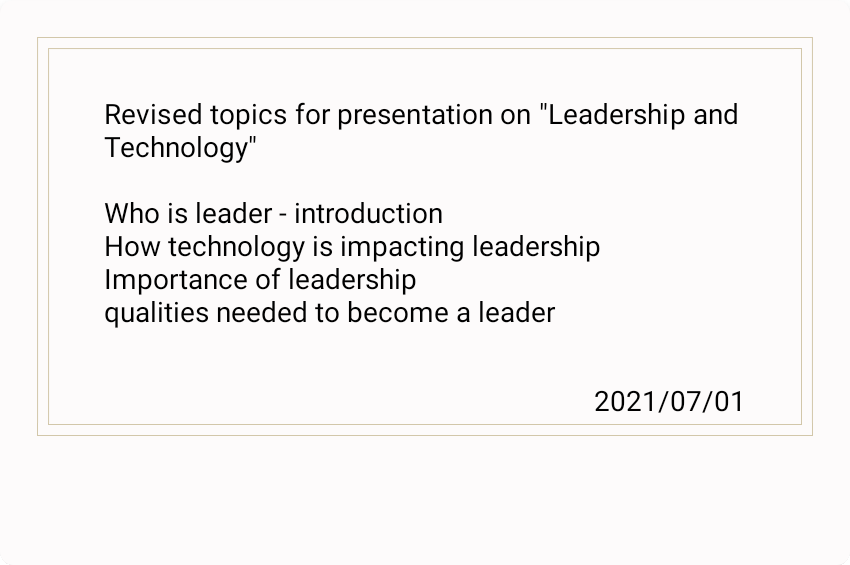 Revised topics for presentation on "Leadership and
Technology"
Who is leader - introduction
How technology is impacting leadership
Importance of leadership
qualities needed to become a leader
2021/07/01